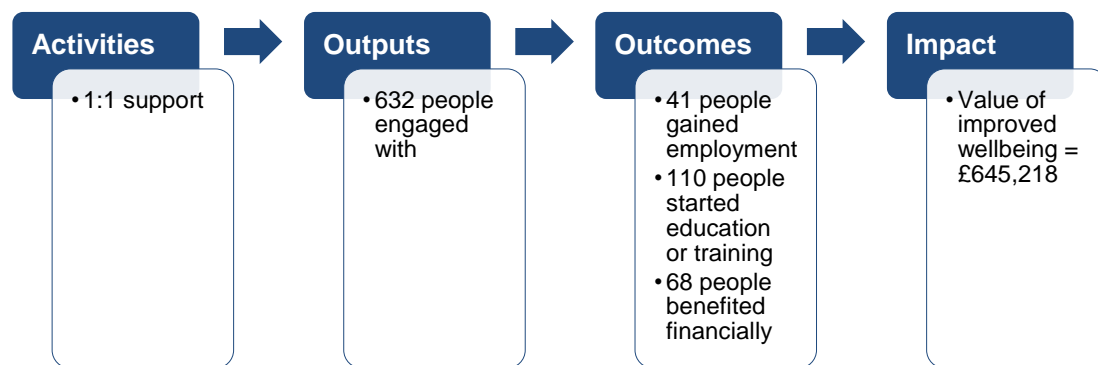 Activities
• 1:1 support
Outputs
• 632 people
engaged
with
Outcomes
• 41 people
gained
employment
• 110 people
started
education
or training
• 68 people
benefited
financially
Impact
• Value of
improved
wellbeing =
£645,218